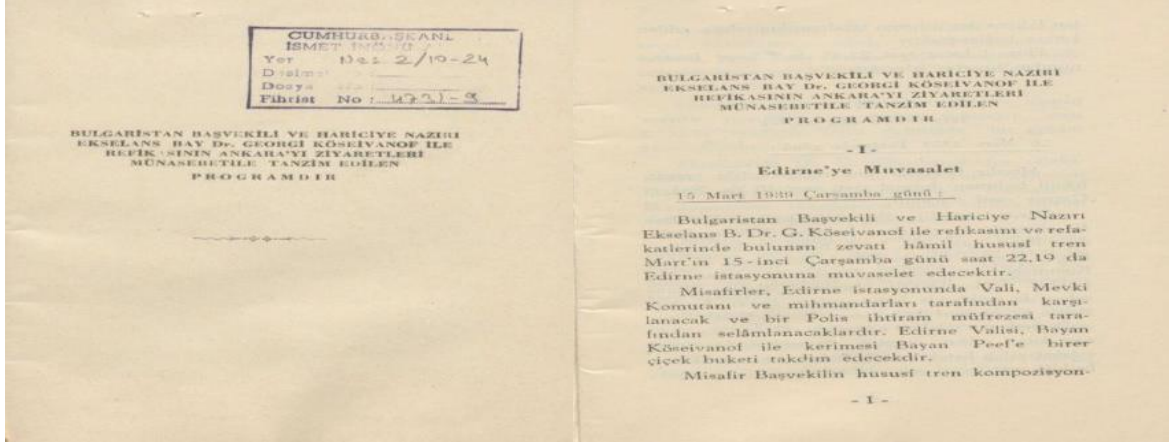 CUMHURBAŞKANI
İSMET İNÖNÜ
Yer 2/10-24
Dosya
Fihrist No : 4731-9
BULGARİSTAN BAŞVEKİLİ VE HARİCİYE NAZIRI
EKSELANS BAY Dr. GEORGİ KÖSEİVANOF İLE
REFİKASININ ANKARA'YI ZİYARETLERİ
MÜNASEBETİLE TANZİM EDİLEN
PROGRAMDIR
BULGARİSTAN BAŞVEKİLİ VE HARİCİYE NAZIRI
EKSELANS BAY Dr. GEORGİ KÖSEİVANOF İLE
REFİKASININ ANKARA'YI ZİYARETLERİ
MÜNASEBETİLE TANZİM EDİLEN
PROGRAMDIR
- I -
Edirne'ye Muvasalet
15 Mart 1939 Çarşamba günü :
Bulgaristan Başvekili ve Hariciye Nazırı
Ekselans B. Dr. G. Köseivanof ile refikasını ve refa-
katlerinde bulunan zevatı hâmil hususî tren
Mart'ın 15-inci Çarşamba günü saat 22,19 da
Edirne istasyonuna muvaselet edecektir.
Misafirler, Edirne istasyonunda Vali, Mevki
Komutanı ve mihmandarları tarafından karşı-
lanacak ve bir Polis ihtiram müfrezesi tara-
fından selâmlanacaklardır. Edirne Valisi, Bayan
Köseivanof ile kerimesi Bayan Peef'e birer
çiçek buketi takdim edecekdir.
Misafir Başvekilin hususî tren kompozisyon-
- 1 -